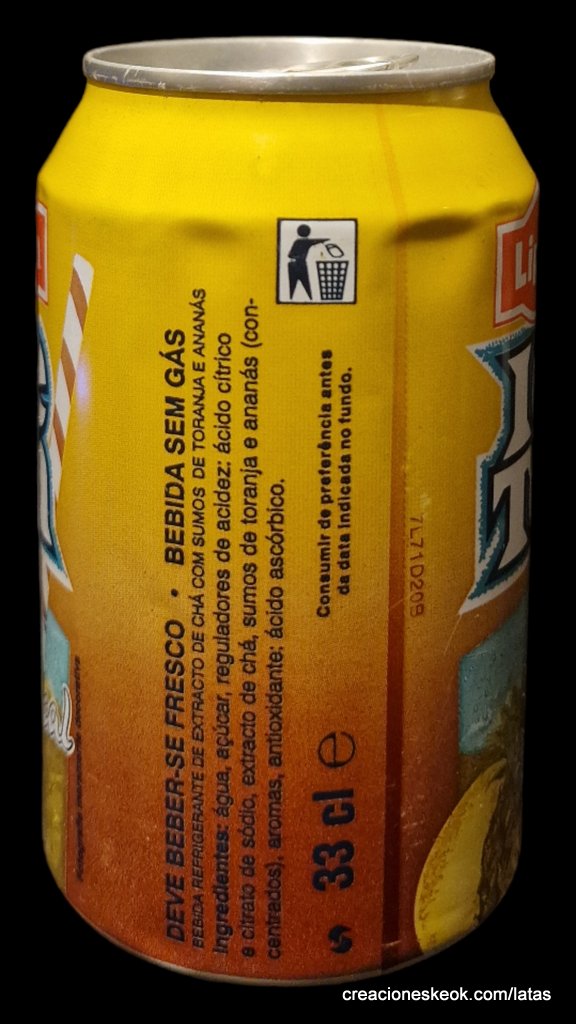 DEVE BEBER-SE FRESCO • BEBIDA SEM GÁS
BEBIDA REFRIGERANTE DE EXTRACTO DE CHÁ COM SUMOS DE TORANJA E ANANÁS
Ingredientes: água, açúcar, reguladores de acidez: ácido cítrico
e citrato de sódio, extracto de chá, sumos de toranja e ananás (con-
centrados), aromas, antioxidante: ácido ascórbico.
Consumir de preferência antes
da data indicada no fundo.
33 cl e
7L71D209
creacioneskeok.com/latas